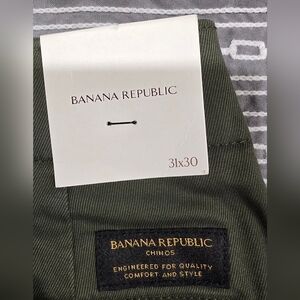 BANANA REPUBLIC
31x30
BANANA REPUBLIC
CHINOS
ENGINEERED FOR QUALITY
COMFORT AND STYLE